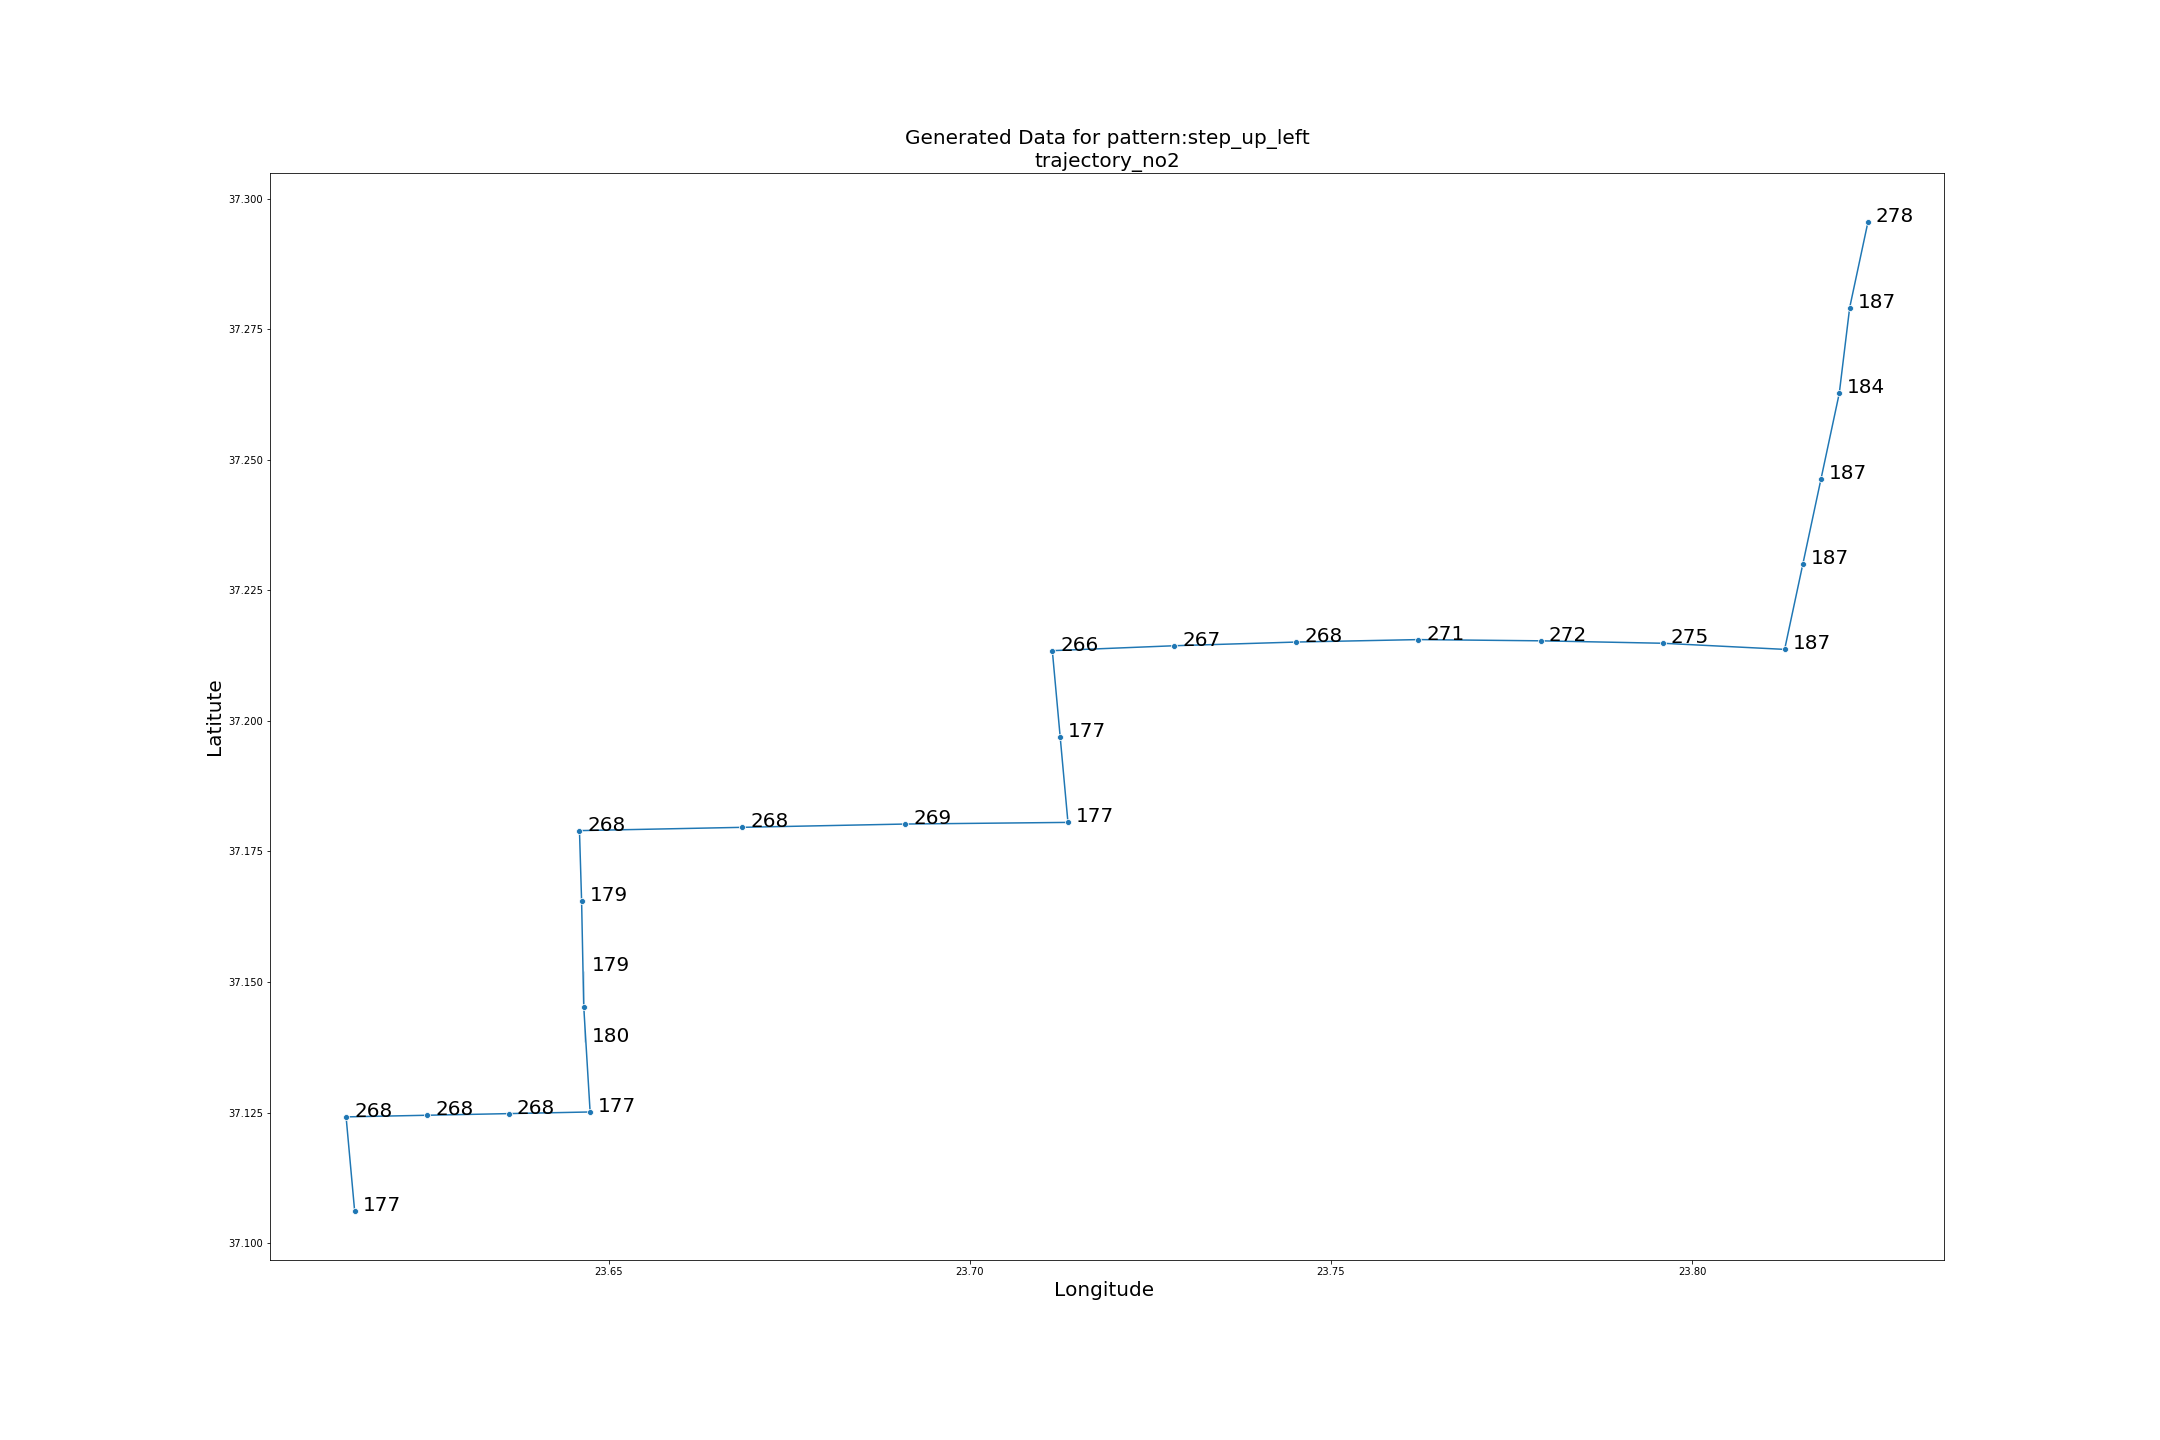 Generated Data for pattern:step_up_left
trajectory_no2
37.300
278
187
37.275
184
37.250
187
187
37.225
266 267 268 271 272 275 187
Latitute
37.200
177
177
268 268 269
37.175
179
179
37.150
180
268 268 268 177
37.125
177
37.100
23.65 23.70 23.75 23.80
Longitude